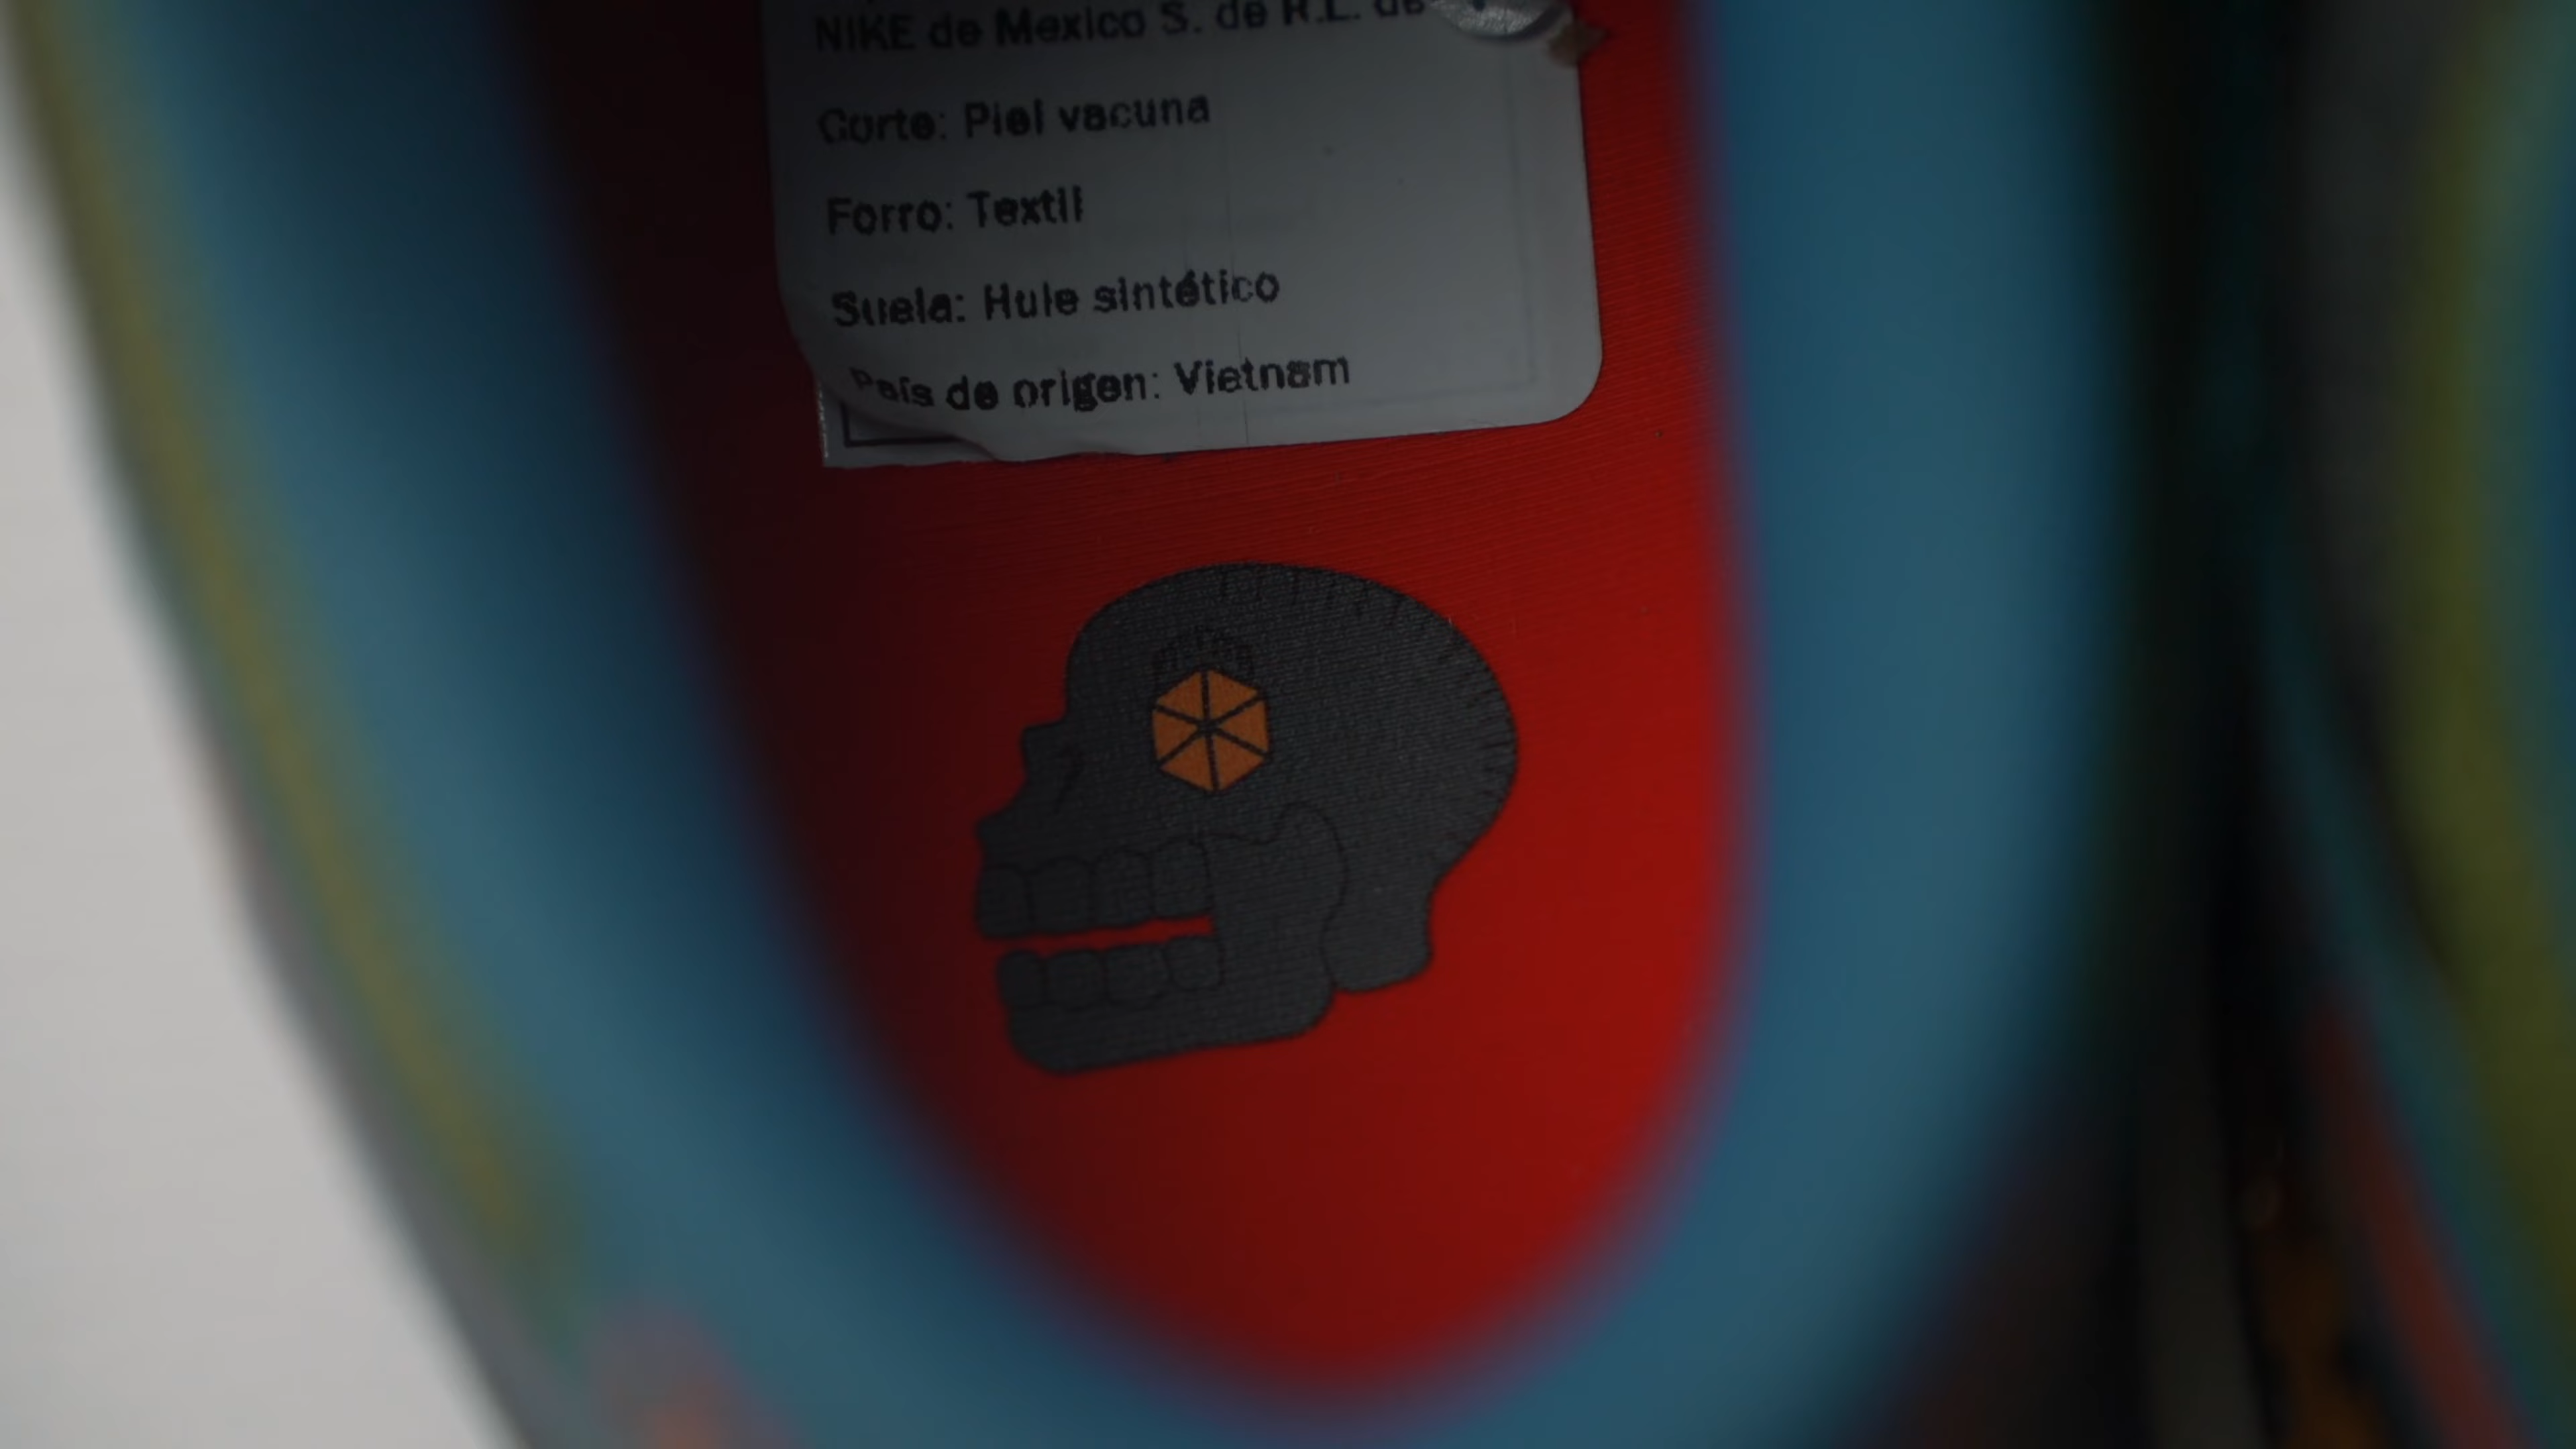 NIKE de Mexico S. de R.L. de
Corte: Piel vacuna
Forro: Textil
Suela: Hule sintético
País de origen: Vietnam